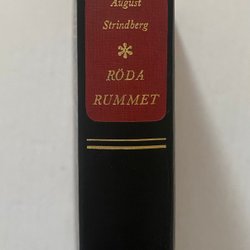 August
Strindberg
*
RÖDA
RUMMET